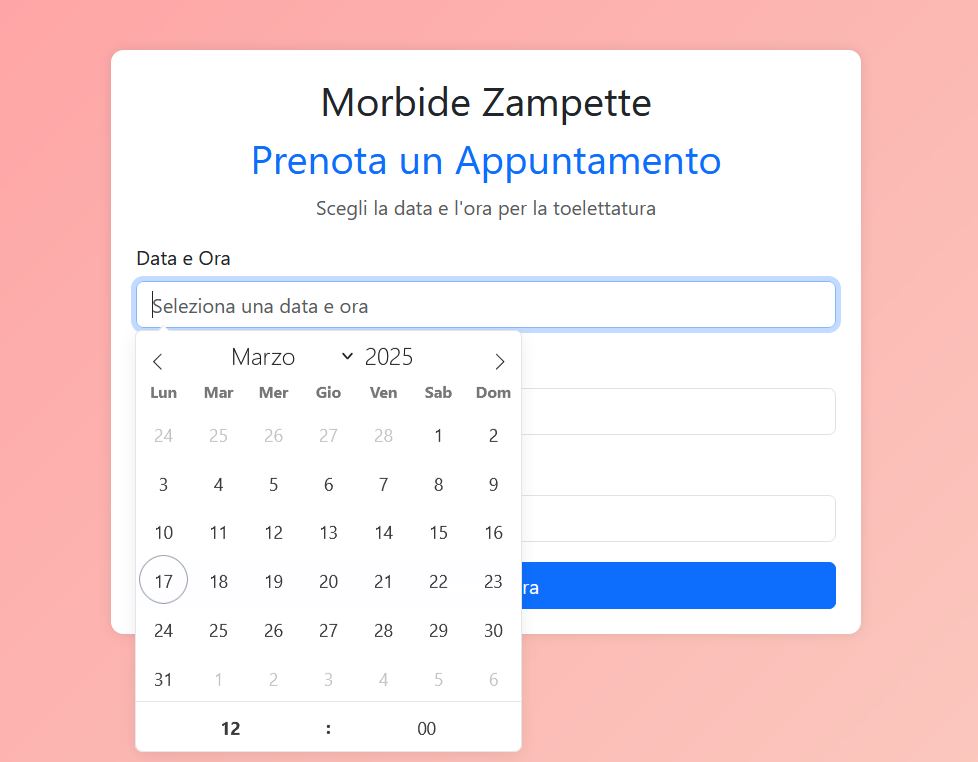 Morbide Zampette
Prenota un Appuntamento
Scegli la data e l'ora per la toelettatura
Data e Ora
Seleziona una data e ora
Marzo 2025
Lun Mar Mer Gio Ven Sab Dom
24 25 26 27 28 1 2
3 4 5 6 7 8 9
10 11 12 13 14 15 16
17 18 19 20 21 22 23
24 25 26 27 28 29 30
31 1 2 3 4 5 6
12 : 00